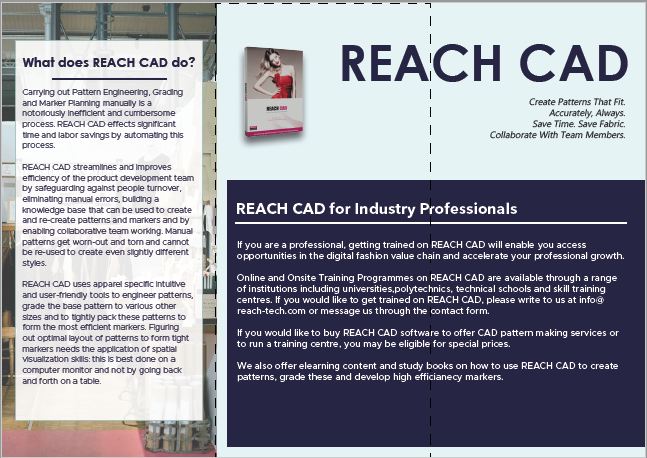 What does REACH CAD do?
Carrying out Pattern Engineering, Grading
and Marker Planning manually is a
notoriously inefficient and cumbersome
process. REACH CAD effects significant
time and labor savings by automating this
process.
REACH CAD streamlines and improves
efficiency of the product development team
by safeguarding against people turnover,
eliminating manual errors, building a
knowledge base that can be used to create
and re-create patterns and markers and by
enabling collaborative team working. Manual
patterns get worn-out and torn and cannot
be re-used to create even slightly different
styles.
REACH CAD uses apparel specific intuitive
and user-friendly tools to engineer patterns,
grade the base pattern to various other
sizes and to tightly pack these patterns to
form the most efficient markers. Figuring
out optimal layout of patterns to form tight
markers needs the application of spatial
visualization skills: this is best done on a
computer monitor and not by going back
and forth on a table.
REACH CAD
REACH CAD
Create Patterns That Fit.
Accurately, Always.
Save Time. Save Fabric.
Collaborate With Team Members.
REACH CAD for Industry Professionals
If you are a professional, getting trained on REACH CAD will enable you access
opportunities in the digital fashion value chain and accelerate your professional growth.
Online and Onsite Training Programmes on REACH CAD are available through a range
of institutions including universities,polytechnics, technical schools and skill training
centres. If you would like to get trained on REACH CAD, please write to us at info@
reach-tech.com or message us through the contact form.
If you would like to buy REACH CAD software to offer CAD pattern making services or
to run a training centre, you may be eligible for special prices.
We also offer elearning content and study books on how to use REACH CAD to create
patterns, grade these and develop high efficianecy markers.